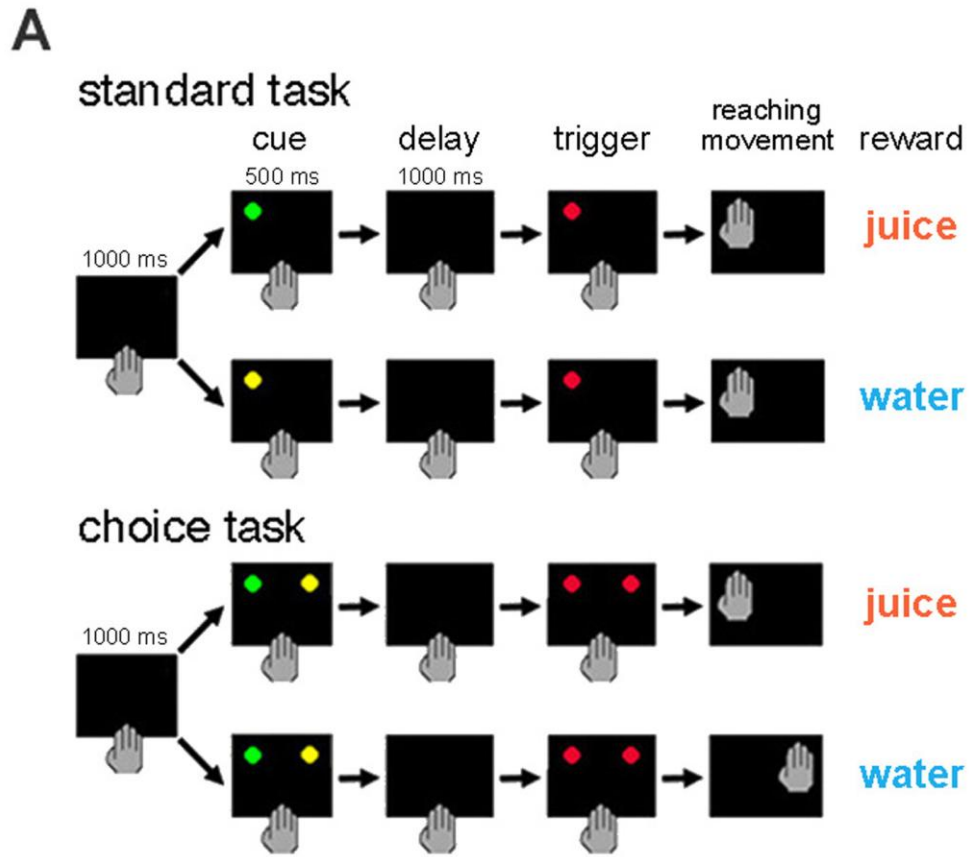 A
standard task
cue
delay
trigger
reaching
movement
reward
500 ms
1000 ms
juice
1000 ms
water
choice task
juice
1000 ms
water